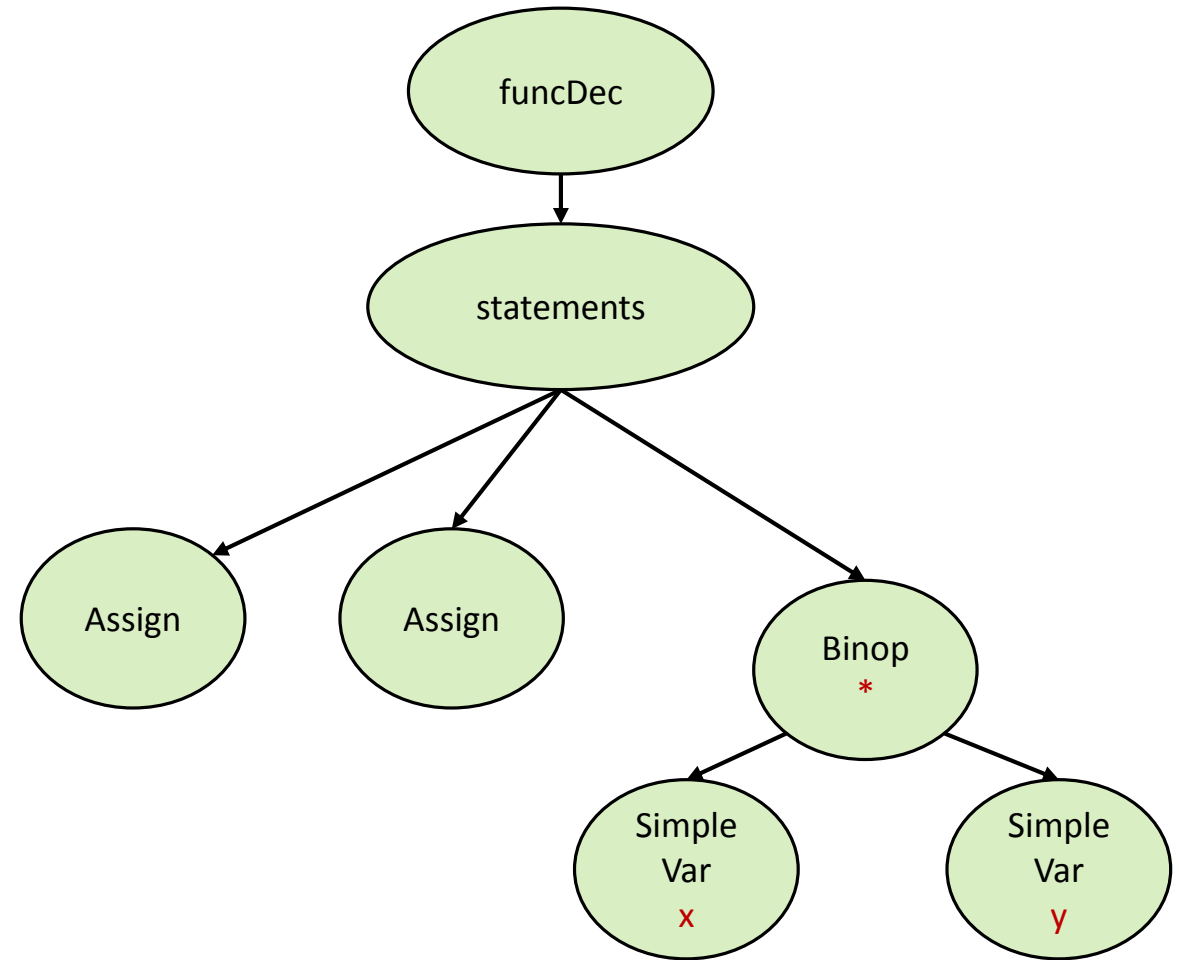 funcDec
statements
Assign
Assign
Binop
*
Simple
Var
x
Simple
Var
y